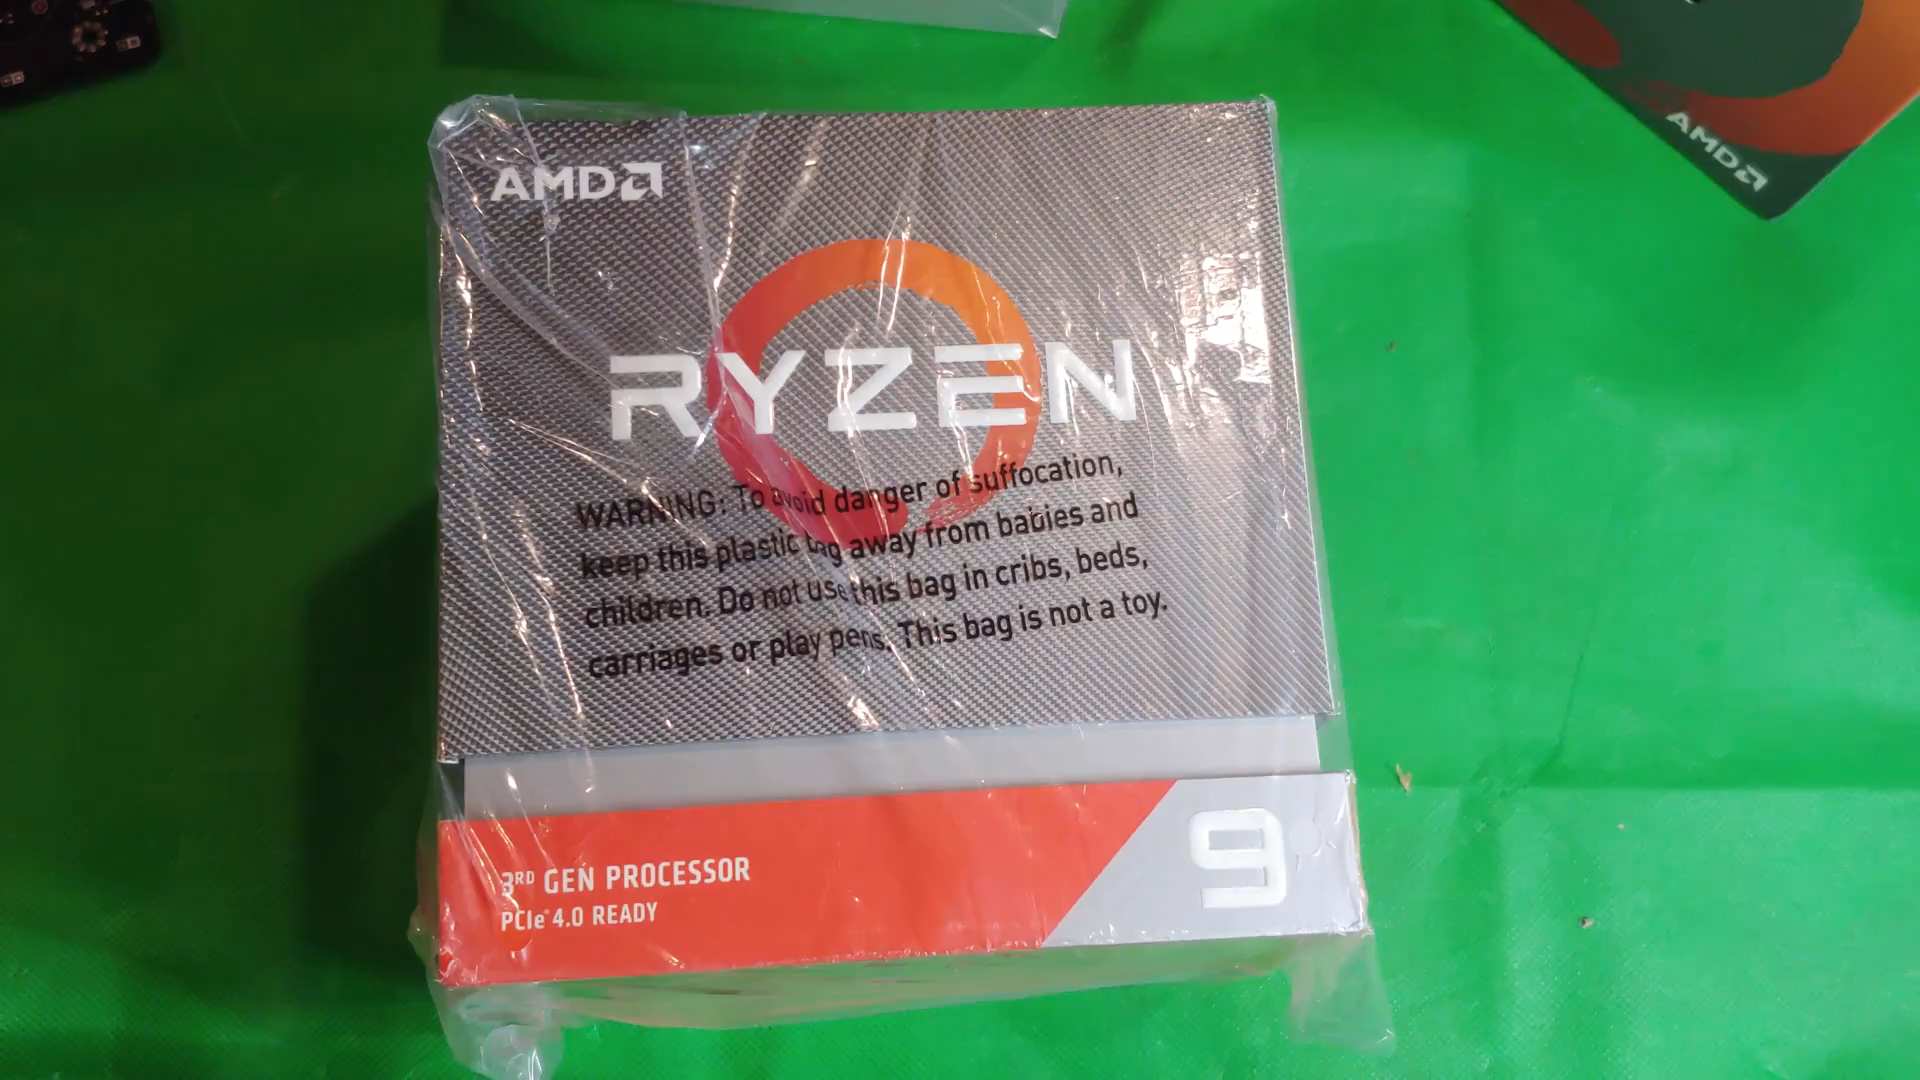 AMD
AMD
RYZEN
WARNING: To avoid danger of suffocation,
keep this plastic bag away from babies and
children. Do not use this bag in cribs, beds,
carriages or play pens. This bag is not a toy.
9
3RD GEN PROCESSOR
PCIe® 4.0 READY